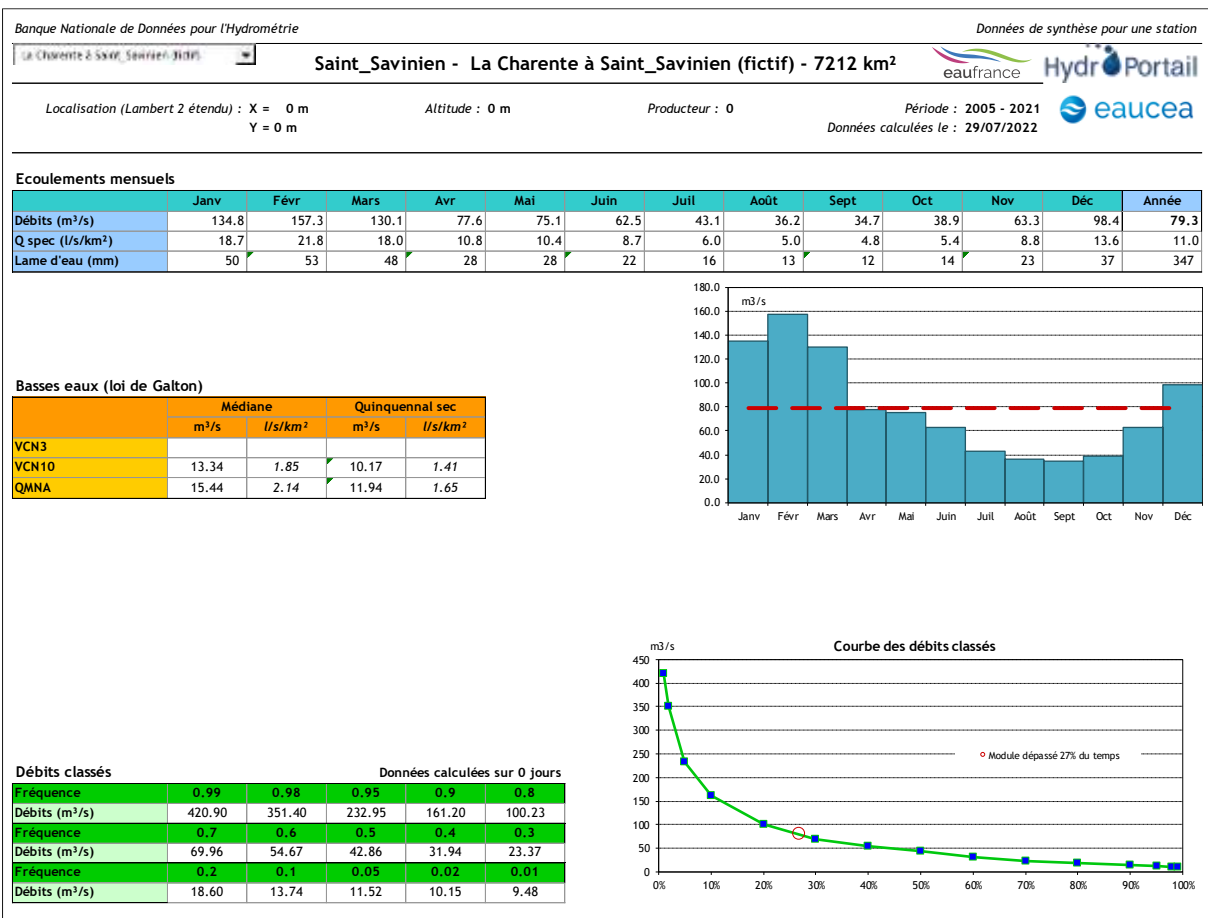 Banque Nationale de Données pour l'Hydrométrie Données de synthèse pour une station
La Charente à Saint_Savinien (fictif)
Saint_Savinien - La Charente à Saint_Savinien (fictif) - 7212 km²
eaufrance
HydroPortail
Localisation (Lambert 2 étendu) : X = 0 m Altitude : 0 m Producteur : 0 Période : 2005 - 2021
eaucea
Y = 0 m Données calculées le : 29/07/2022
Ecoulements mensuels
Janv Févr Mars Avr Mai Juin Juil Août Sept Oct Nov Déc Année
Débits (m³/s) 134.8 157.3 130.1 77.6 75.1 62.5 43.1 36.2 34.7 38.9 63.3 98.4 79.3
Q spec (l/s/km²) 18.7 21.8 18.0 10.8 10.4 8.7 6.0 5.0 4.8 5.4 8.8 13.6 11.0
Lame d'eau (mm) 50 53 48 28 28 22 16 13 12 14 23 37 347
m3/s
180.0
160.0
140.0
120.0
100.0
80.0
60.0
40.0
20.0
0.0
Janv Févr Mars Avr Mai Juin Juil Août Sept Oct Nov Déc
Basses eaux (loi de Galton)
Médiane Quinquennal sec
m³/s l/s/km² m³/s l/s/km²
VCN3
VCN10 13.34 1.85 10.17 1.41
QMNA 15.44 2.14 11.94 1.65
m3/s Courbe des débits classés
450
400
350
300
250
200
150
100
50
0
Module dépassé 27% du temps
0% 10% 20% 30% 40% 50% 60% 70% 80% 90% 100%
Débits classés Données calculées sur 0 jours
Fréquence 0.99 0.98 0.95 0.9 0.8
Débits (m³/s) 420.90 351.40 232.95 161.20 100.23
Fréquence 0.7 0.6 0.5 0.4 0.3
Débits (m³/s) 69.96 54.67 42.86 31.94 23.37
Fréquence 0.2 0.1 0.05 0.02 0.01
Débits (m³/s) 18.60 13.74 11.52 10.15 9.48